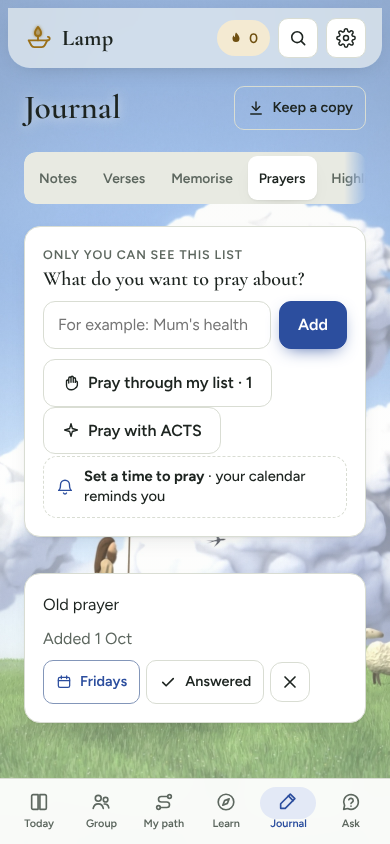 Lamp
0
Journal
Keep a copy
Notes
Verses
Memorise
Prayers
ONLY YOU CAN SEE THIS LIST
What do you want to pray about?
For example: Mum's health
Add
Pray through my list · 1
Pray with ACTS
Set a time to pray · your calendar
reminds you
Old prayer
Added 1 Oct
Fridays
Answered
Today
Group
My path
Learn
Journal
Ask